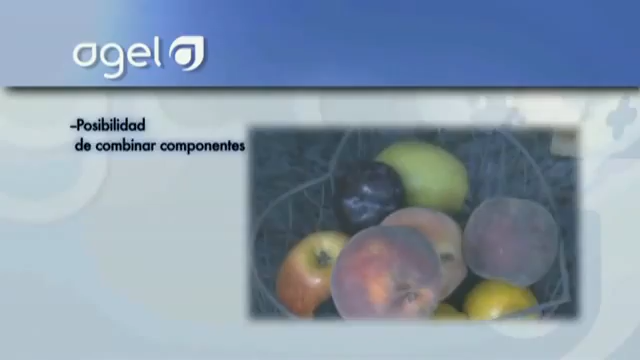 agel
–Posibilidad
de combinar componentes